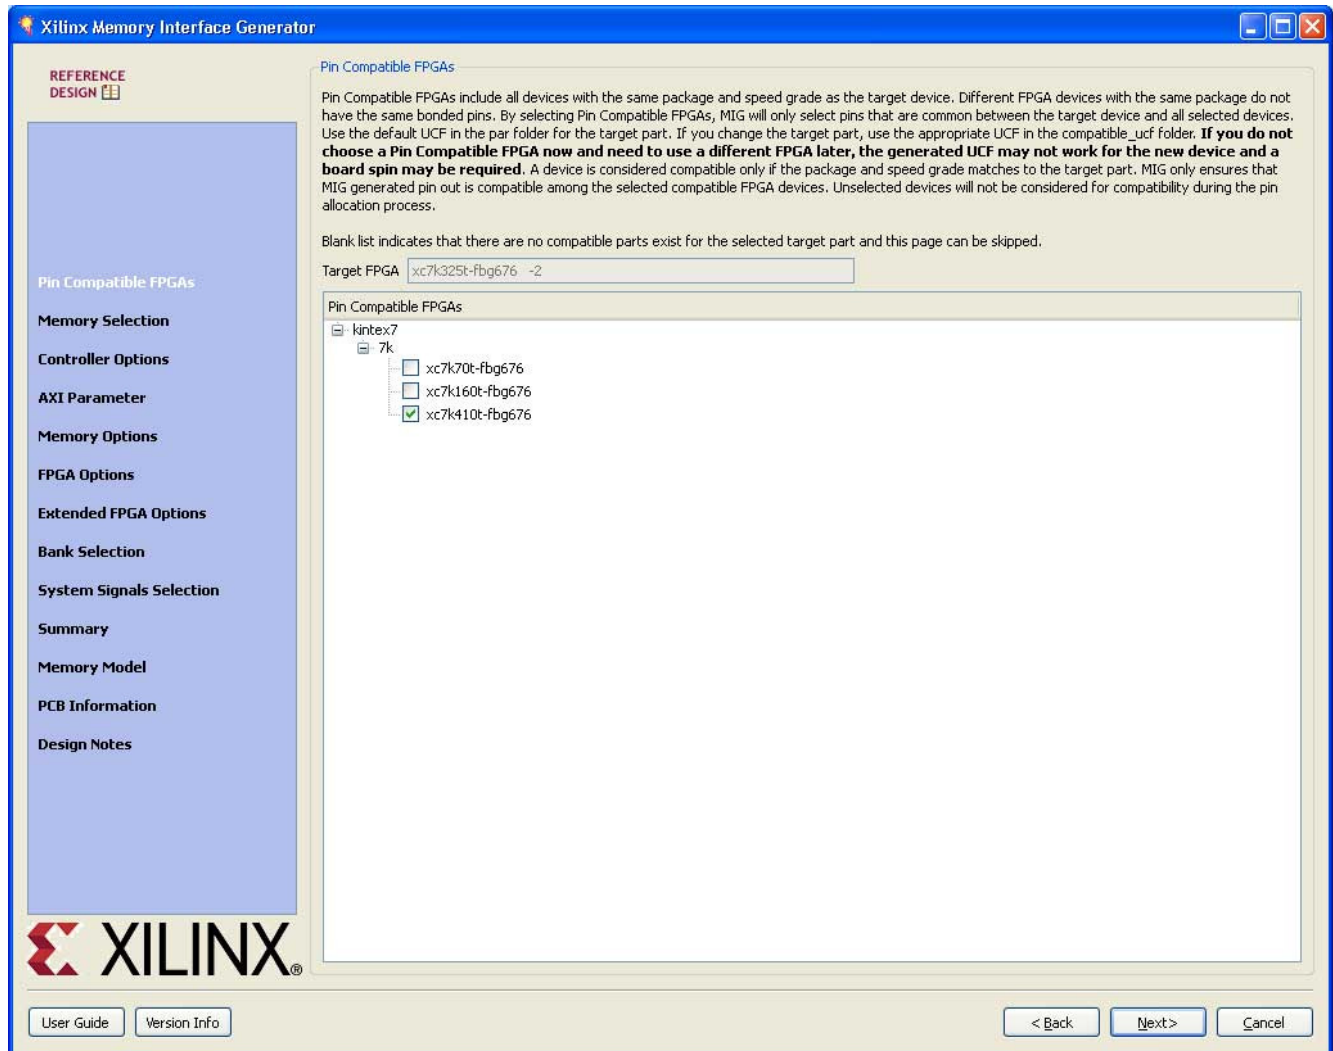 Xilinx Memory Interface Generator
REFERENCE
DESIGN
Pin Compatible FPGAs
Memory Selection
Controller Options
AXI Parameter
Memory Options
FPGA Options
Extended FPGA Options
Bank Selection
System Signals Selection
Summary
Memory Model
PCB Information
Design Notes
XILINX®
Pin Compatible FPGAs
Pin Compatible FPGAs include all devices with the same package and speed grade as the target device. Different FPGA devices with the same package do not
have the same bonded pins. By selecting Pin Compatible FPGAs, MIG will only select pins that are common between the target device and all selected devices.
Use the default UCF in the par folder for the target part. If you change the target part, use the appropriate UCF in the compatible_ucf folder. If you do not
choose a Pin Compatible FPGA now and need to use a different FPGA later, the generated UCF may not work for the new device and a
board spin may be required. A device is considered compatible only if the package and speed grade matches to the target part. MIG only ensures that
MIG generated pin out is compatible among the selected compatible FPGA devices. Unselected devices will not be considered for compatibility during the pin
allocation process.
Blank list indicates that there are no compatible parts exist for the selected target part and this page can be skipped.
Target FPGA xc7k325t-fbg676 -2
Pin Compatible FPGAs
kintex7
7k
xc7k70t-fbg676
xc7k160t-fbg676
xc7k410t-fbg676
User Guide Version Info < Back Next> Cancel